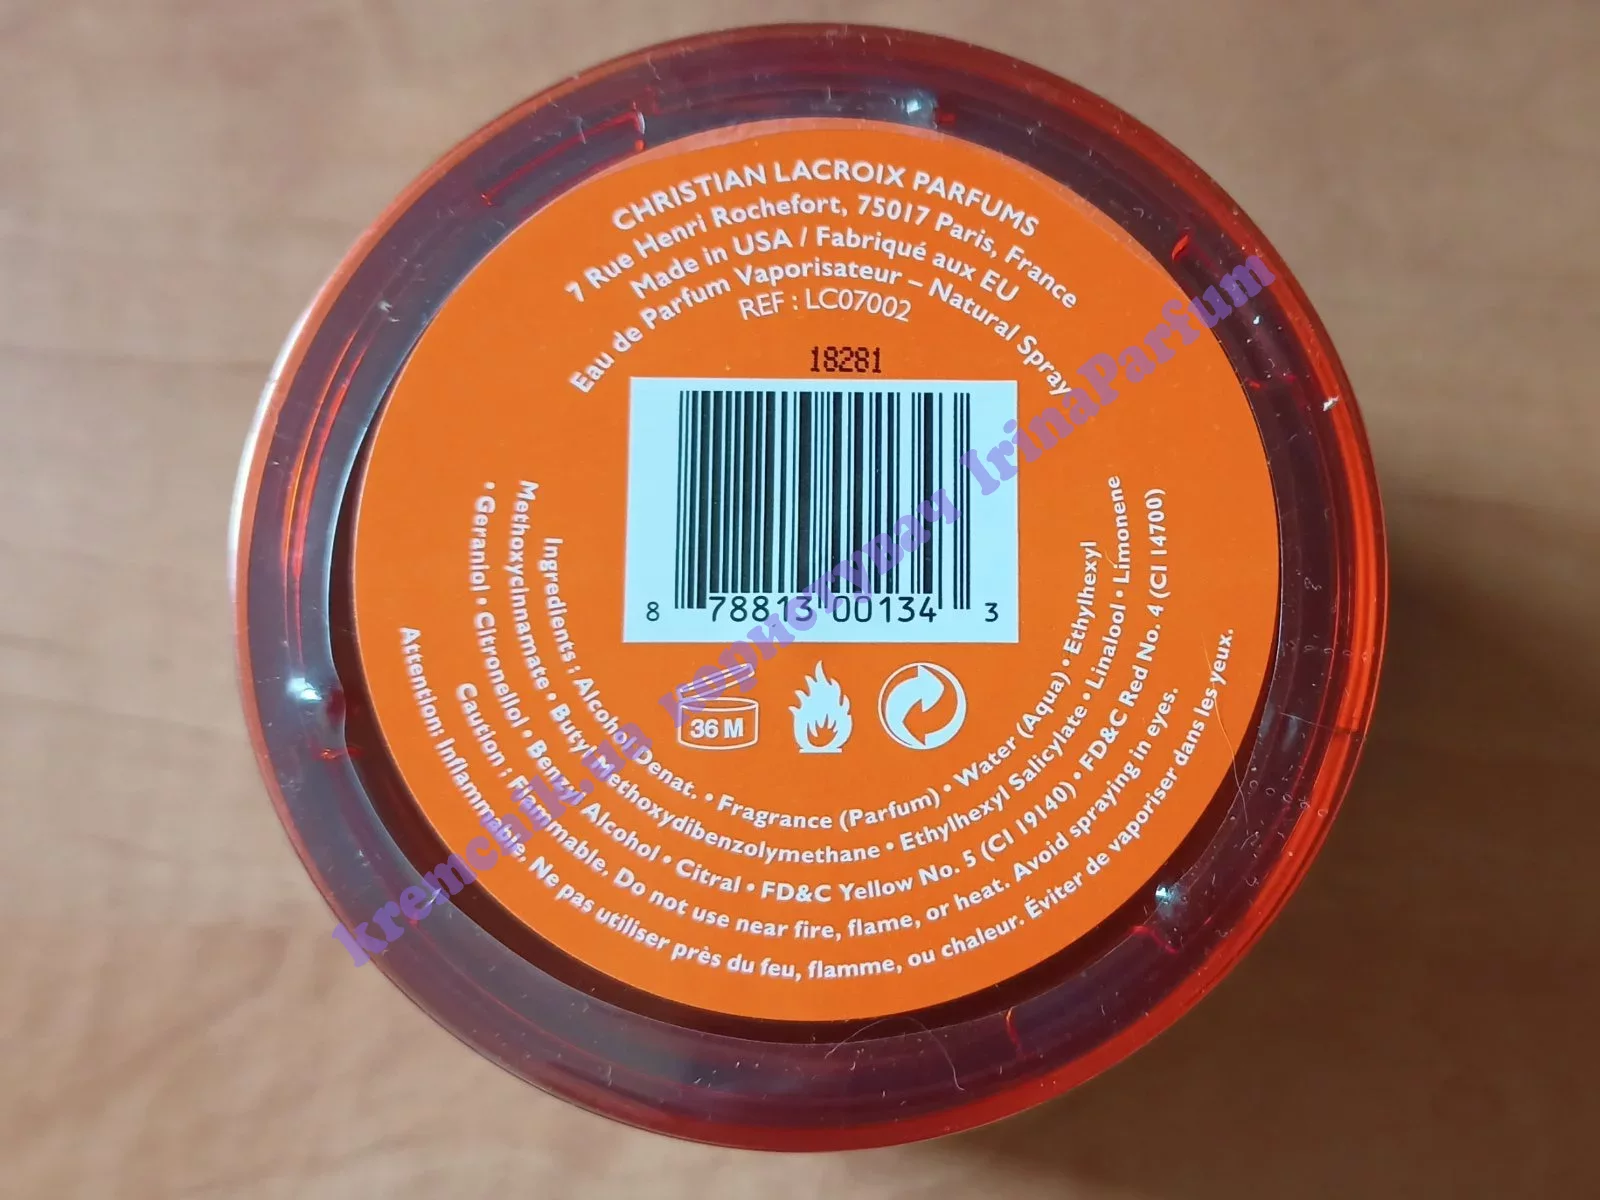 CHRISTIAN LACROIX PARFUMS
7 Rue Henri Rochefort, 75017 Paris, France
Made in USA / Fabriqué aux EU
Eau de Parfum Vaporisateur – Natural Spray
REF : LC07002
18281
8 78813 00134 3
36 M
Ingredients : Alcohol Denat. • Fragrance (Parfum) • Water (Aqua) • Ethylhexyl
Methoxycinnamate • Butyl Methoxydibenzolymethane • Ethylhexyl Salicylate • Linalool • Limonene
• Geraniol • Citronellol • Benzyl Alcohol • Citral • FD&C Yellow No. 5 (CI 19140) • FD&C Red No. 4 (CI 14700)
Caution : Flammable. Do not use near fire, flame, or heat. Avoid spraying in eyes.
Attention: Inflammable. Ne pas utiliser près du feu, flamme, ou chaleur. Éviter de vaporiser dans les yeux.
kremchik.ua користувач IrinaParfum